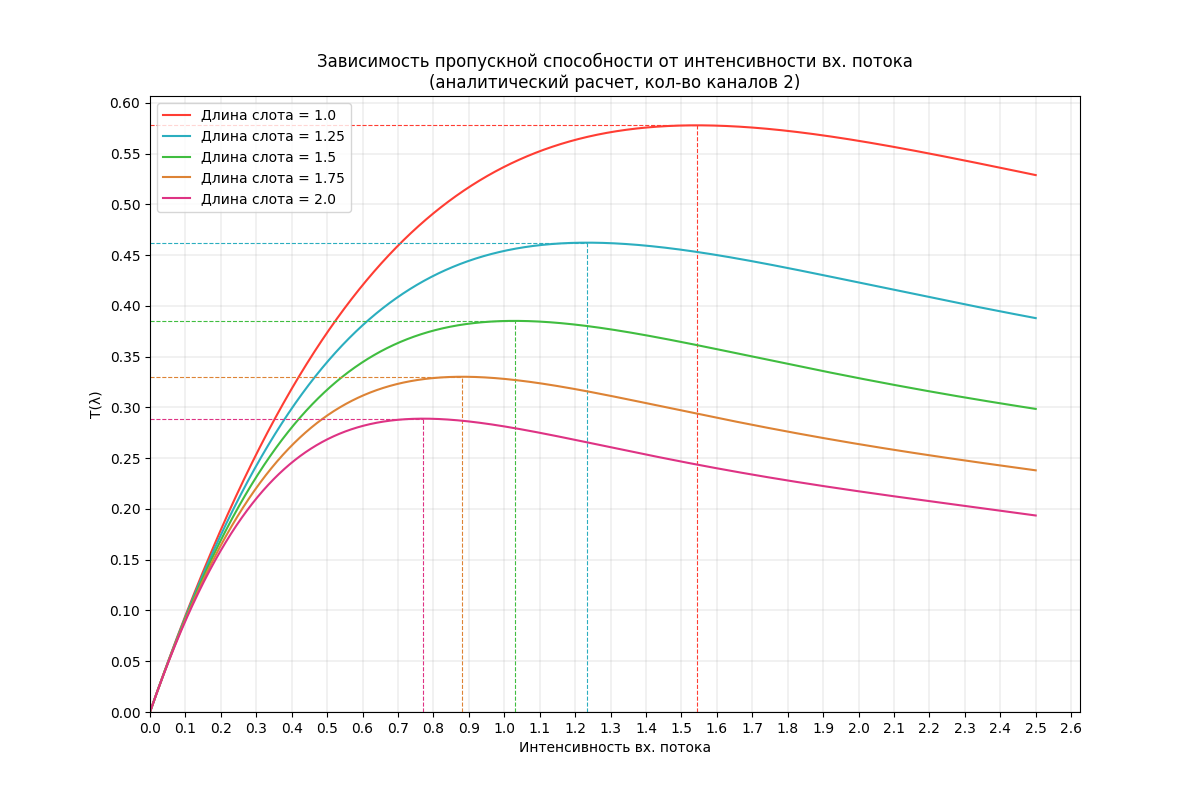 Зависимость пропускной способности от интенсивности вх. потока
(аналитический расчет, кол-во каналов 2)
Длина слота = 1.0
Длина слота = 1.25
Длина слота = 1.5
Длина слота = 1.75
Длина слота = 2.0
T(λ)
0.60
0.55
0.50
0.45
0.40
0.35
0.30
0.25
0.20
0.15
0.10
0.05
0.00
0.0 0.1 0.2 0.3 0.4 0.5 0.6 0.7 0.8 0.9 1.0 1.1 1.2 1.3 1.4 1.5 1.6 1.7 1.8 1.9 2.0 2.1 2.2 2.3 2.4 2.5 2.6
Интенсивность вх. потока